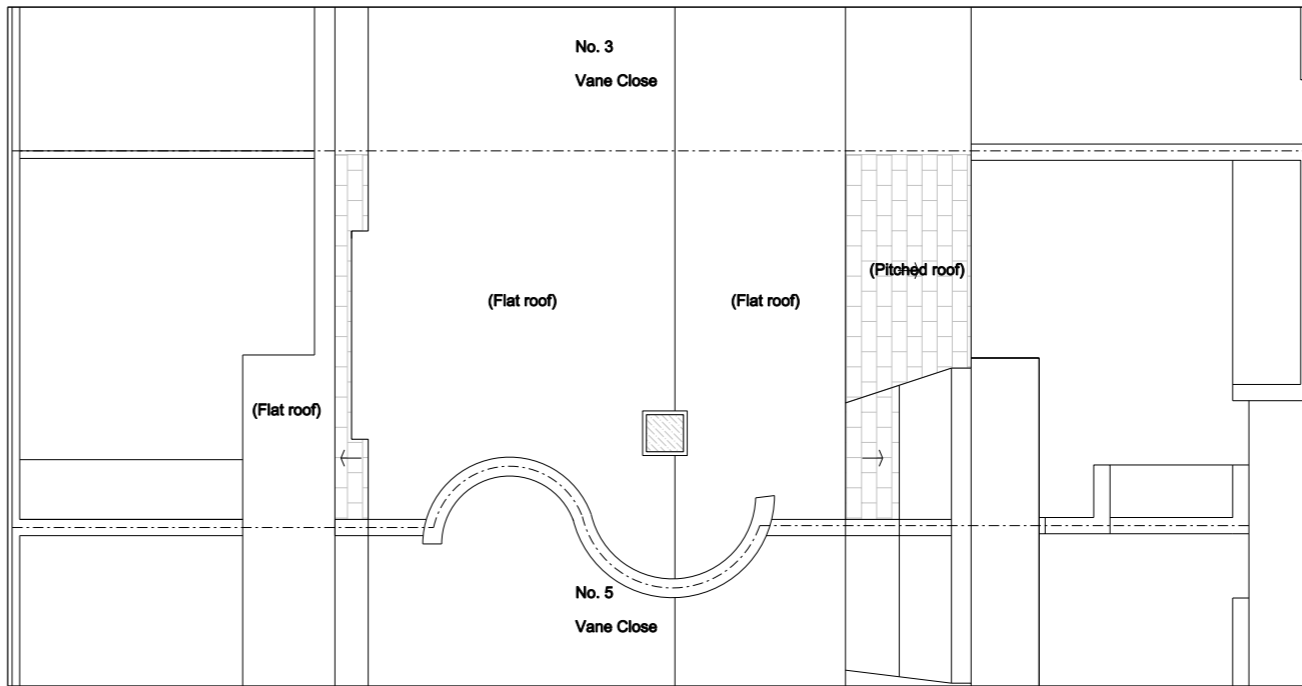 No. 3
Vane Close
(Pitched roof)
(Flat roof)
(Flat roof)
(Flat roof)
No. 5
Vane Close